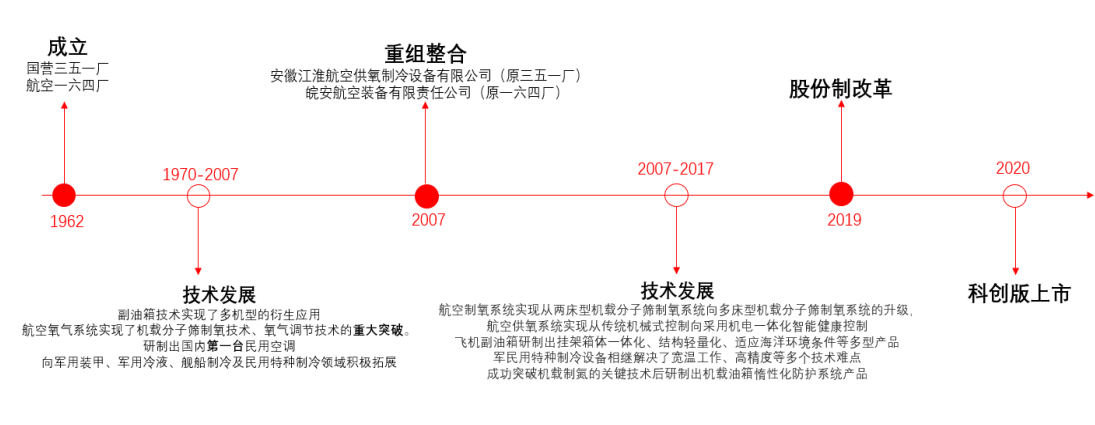 成立
国营三五一厂
航空一六四厂
1962
1970-2007
技术发展
副油箱技术实现了多机型的衍生应用
航空氧气系统实现了机载分子筛制氧技术、氧气调节技术的重大突破。
研制出国内第一台民用空调
向军用装甲、军用冷液、舰船制冷及民用特种制冷领域积极拓展
重组整合
安徽江淮航空供氧制冷设备有限公司（原三五一厂）
皖安航空装备有限责任公司（原一六四厂）
2007
2007-2017
技术发展
航空制氧系统实现从两床型机载分子筛制氧系统向多床型机载分子筛制氧系统的升级，
航空供氧系统实现从传统机械式控制向采用机电一体化智能健康控制
飞机副油箱研制出挂架箱体一体化、结构轻量化、适应海洋环境条件等多型产品
军民用特种制冷设备相继解决了宽温工作、高精度等多个技术难点
成功突破机载制氮的关键技术后研制出机载油箱惰性化防护系统产品
股份制改革
2019
2020
科创版上市